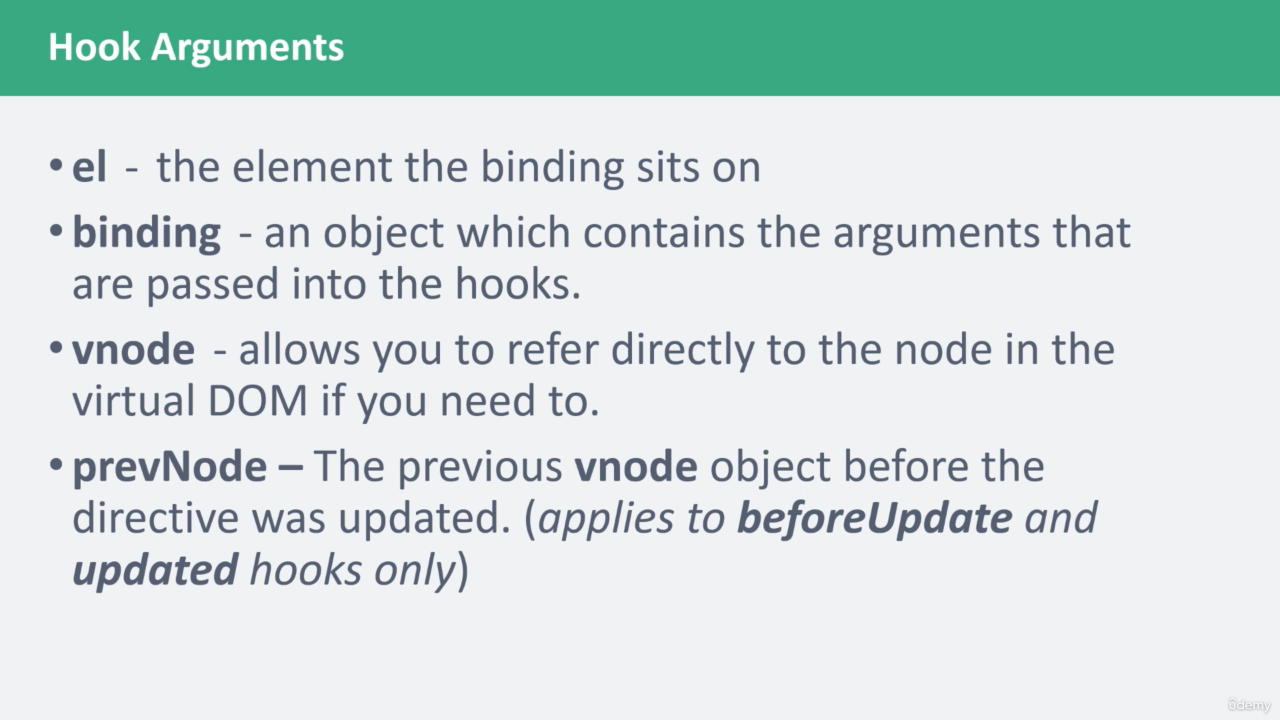 Hook Arguments
• el - the element the binding sits on
• binding - an object which contains the arguments that
are passed into the hooks.
• vnode - allows you to refer directly to the node in the
virtual DOM if you need to.
• prevNode – The previous vnode object before the
directive was updated. (applies to beforeUpdate and
updated hooks only)
ûdemy